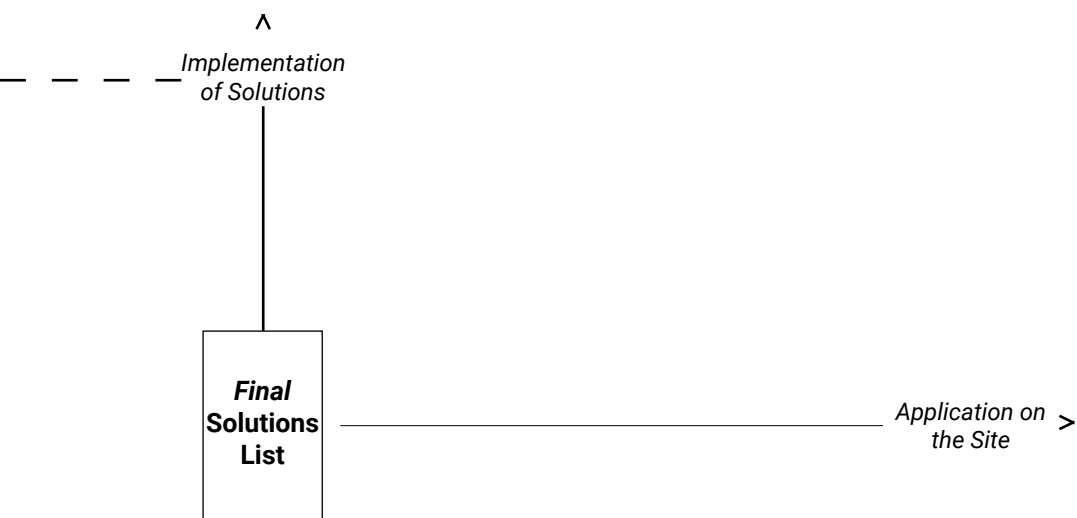 Implementation
of Solutions
Final
Solutions
List
Application on
the Site